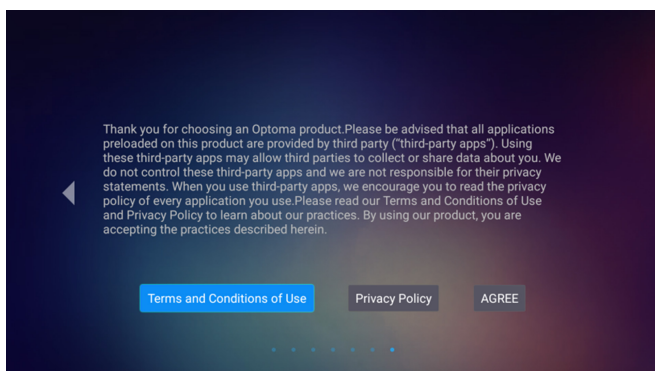 Thank you for choosing an Optoma product.Please be advised that all applications
preloaded on this product are provided by third party (“third-party apps”). Using
these third-party apps may allow third parties to collect or share data about you. We
do not control these third-party apps and we are not responsible for their privacy
statements. When you use third-party apps, we encourage you to read the privacy
policy of every application you use.Please read our Terms and Conditions of Use
and Privacy Policy to learn about our practices. By using our product, you are
accepting the practices described herein.
Terms and Conditions of Use
Privacy Policy
AGREE